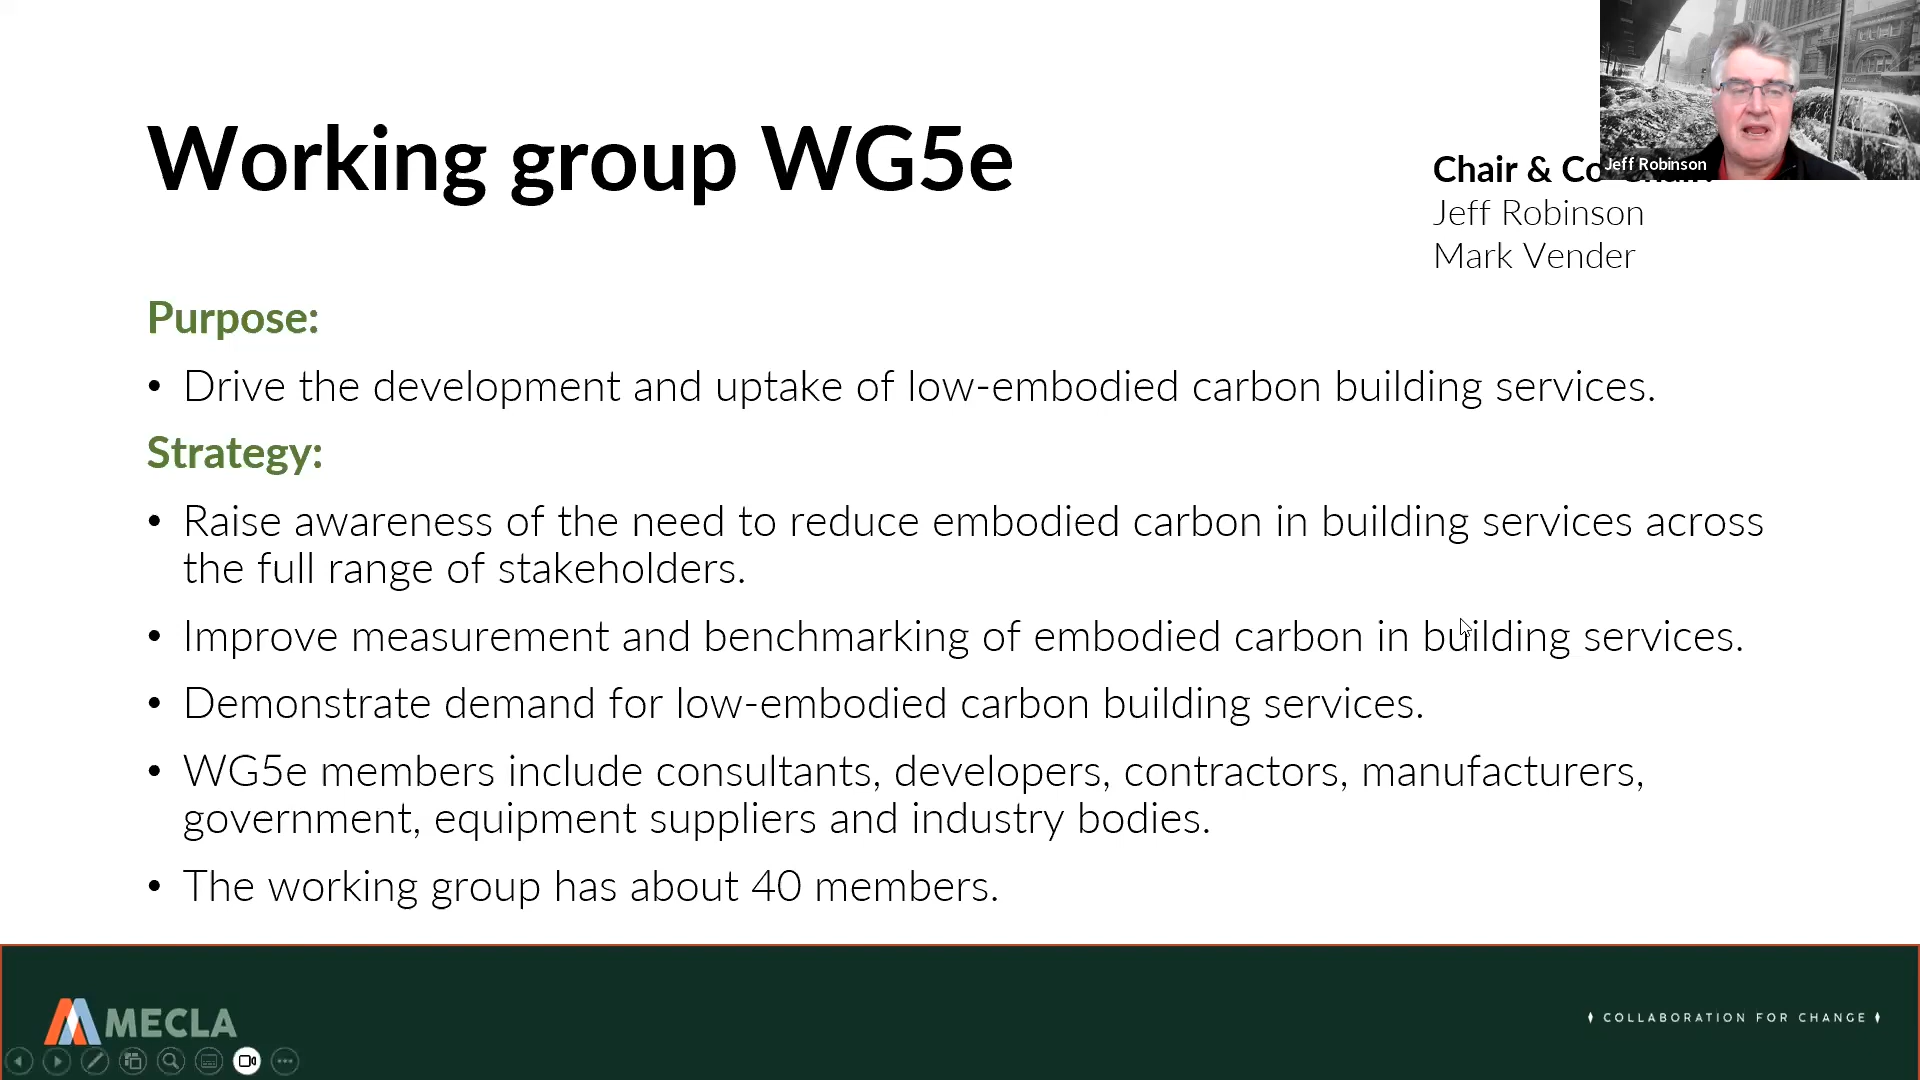 Working group WG5e
Chair & Co
Jeff Robinson
Jeff Robinson
Mark Vender
Purpose:
• Drive the development and uptake of low-embodied carbon building services.
Strategy:
• Raise awareness of the need to reduce embodied carbon in building services across
the full range of stakeholders.
• Improve measurement and benchmarking of embodied carbon in building services.
• Demonstrate demand for low-embodied carbon building services.
• WG5e members include consultants, developers, contractors, manufacturers,
government, equipment suppliers and industry bodies.
• The working group has about 40 members.
MECLA
COLLABORATION FOR CHANGE